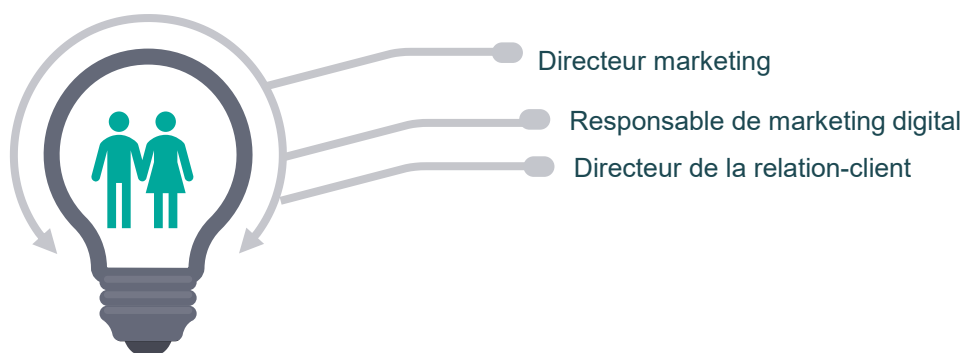 Directeur marketing
Responsable de marketing digital
Directeur de la relation-client